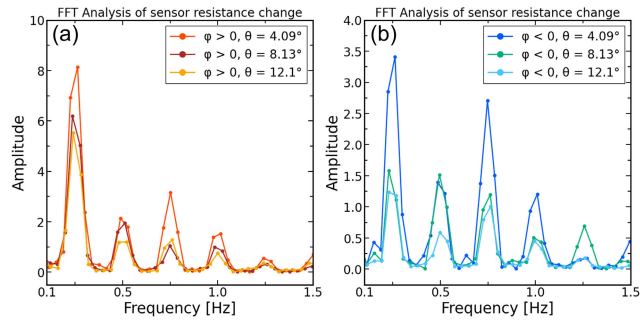 FFT Analysis of sensor resistance change
(a)
φ > 0, θ = 4.09°
φ > 0, θ = 8.13°
φ > 0, θ = 12.1°
Amplitude
10
8
6
4
2
0
0.1
0.5
1.0
1.5
Frequency [Hz]
FFT Analysis of sensor resistance change
(b)
φ < 0, θ = 4.09°
φ < 0, θ = 8.13°
φ < 0, θ = 12.1°
Amplitude
4.0
3.5
3.0
2.5
2.0
1.5
1.0
0.5
0.0
0.1
0.5
1.0
1.5
Frequency [Hz]